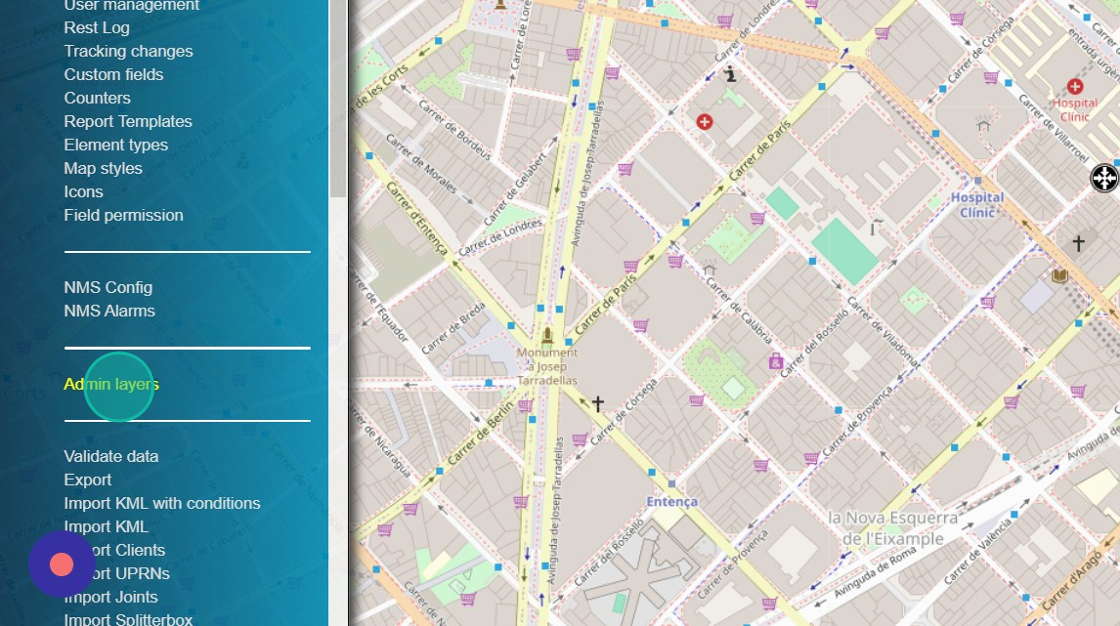 User management
Rest Log
Tracking changes
Custom fields
Counters
Report Templates
Element types
Map styles
Icons
Field permission
NMS Config
NMS Alarms
Admin layers
Validate data
Export
Import KML with conditions
Import KML
ort Clients
ort UPRNs
Import Joints
Import Splitterbox
de les Corts
Carrer de Londres
Carrer de Còrsega
entrada urgè
Hospital
Clínic
Carrer de Villarroel
Carrer de Bordeus
Carrer de Morales
Carrer de Gelabert
Avinguda de Josep Tarradellas
Carrer de París
Carrer d'Entença
Carrer de Londres
Hospital
Clínic
Carrer de l'Equador
Carrer de Breda
Carrer de París
Carrer de Calàbria
Carrer del Rosselló
Carrer de Viladomat
Monument
a Josep
Tarradellas
Carrer de Còrsega
Carrer de Provença
Carrer de Berlín
Carrer de Nicaragua
Avinguda de Josep Tarradellas
Entença
la Nova Esquerra
de l'Eixample
Carrer del Rosselló
Carrer de Provença
Avinguda de Roma
Carrer de València
Avinguda de
Carrer d'Aragó